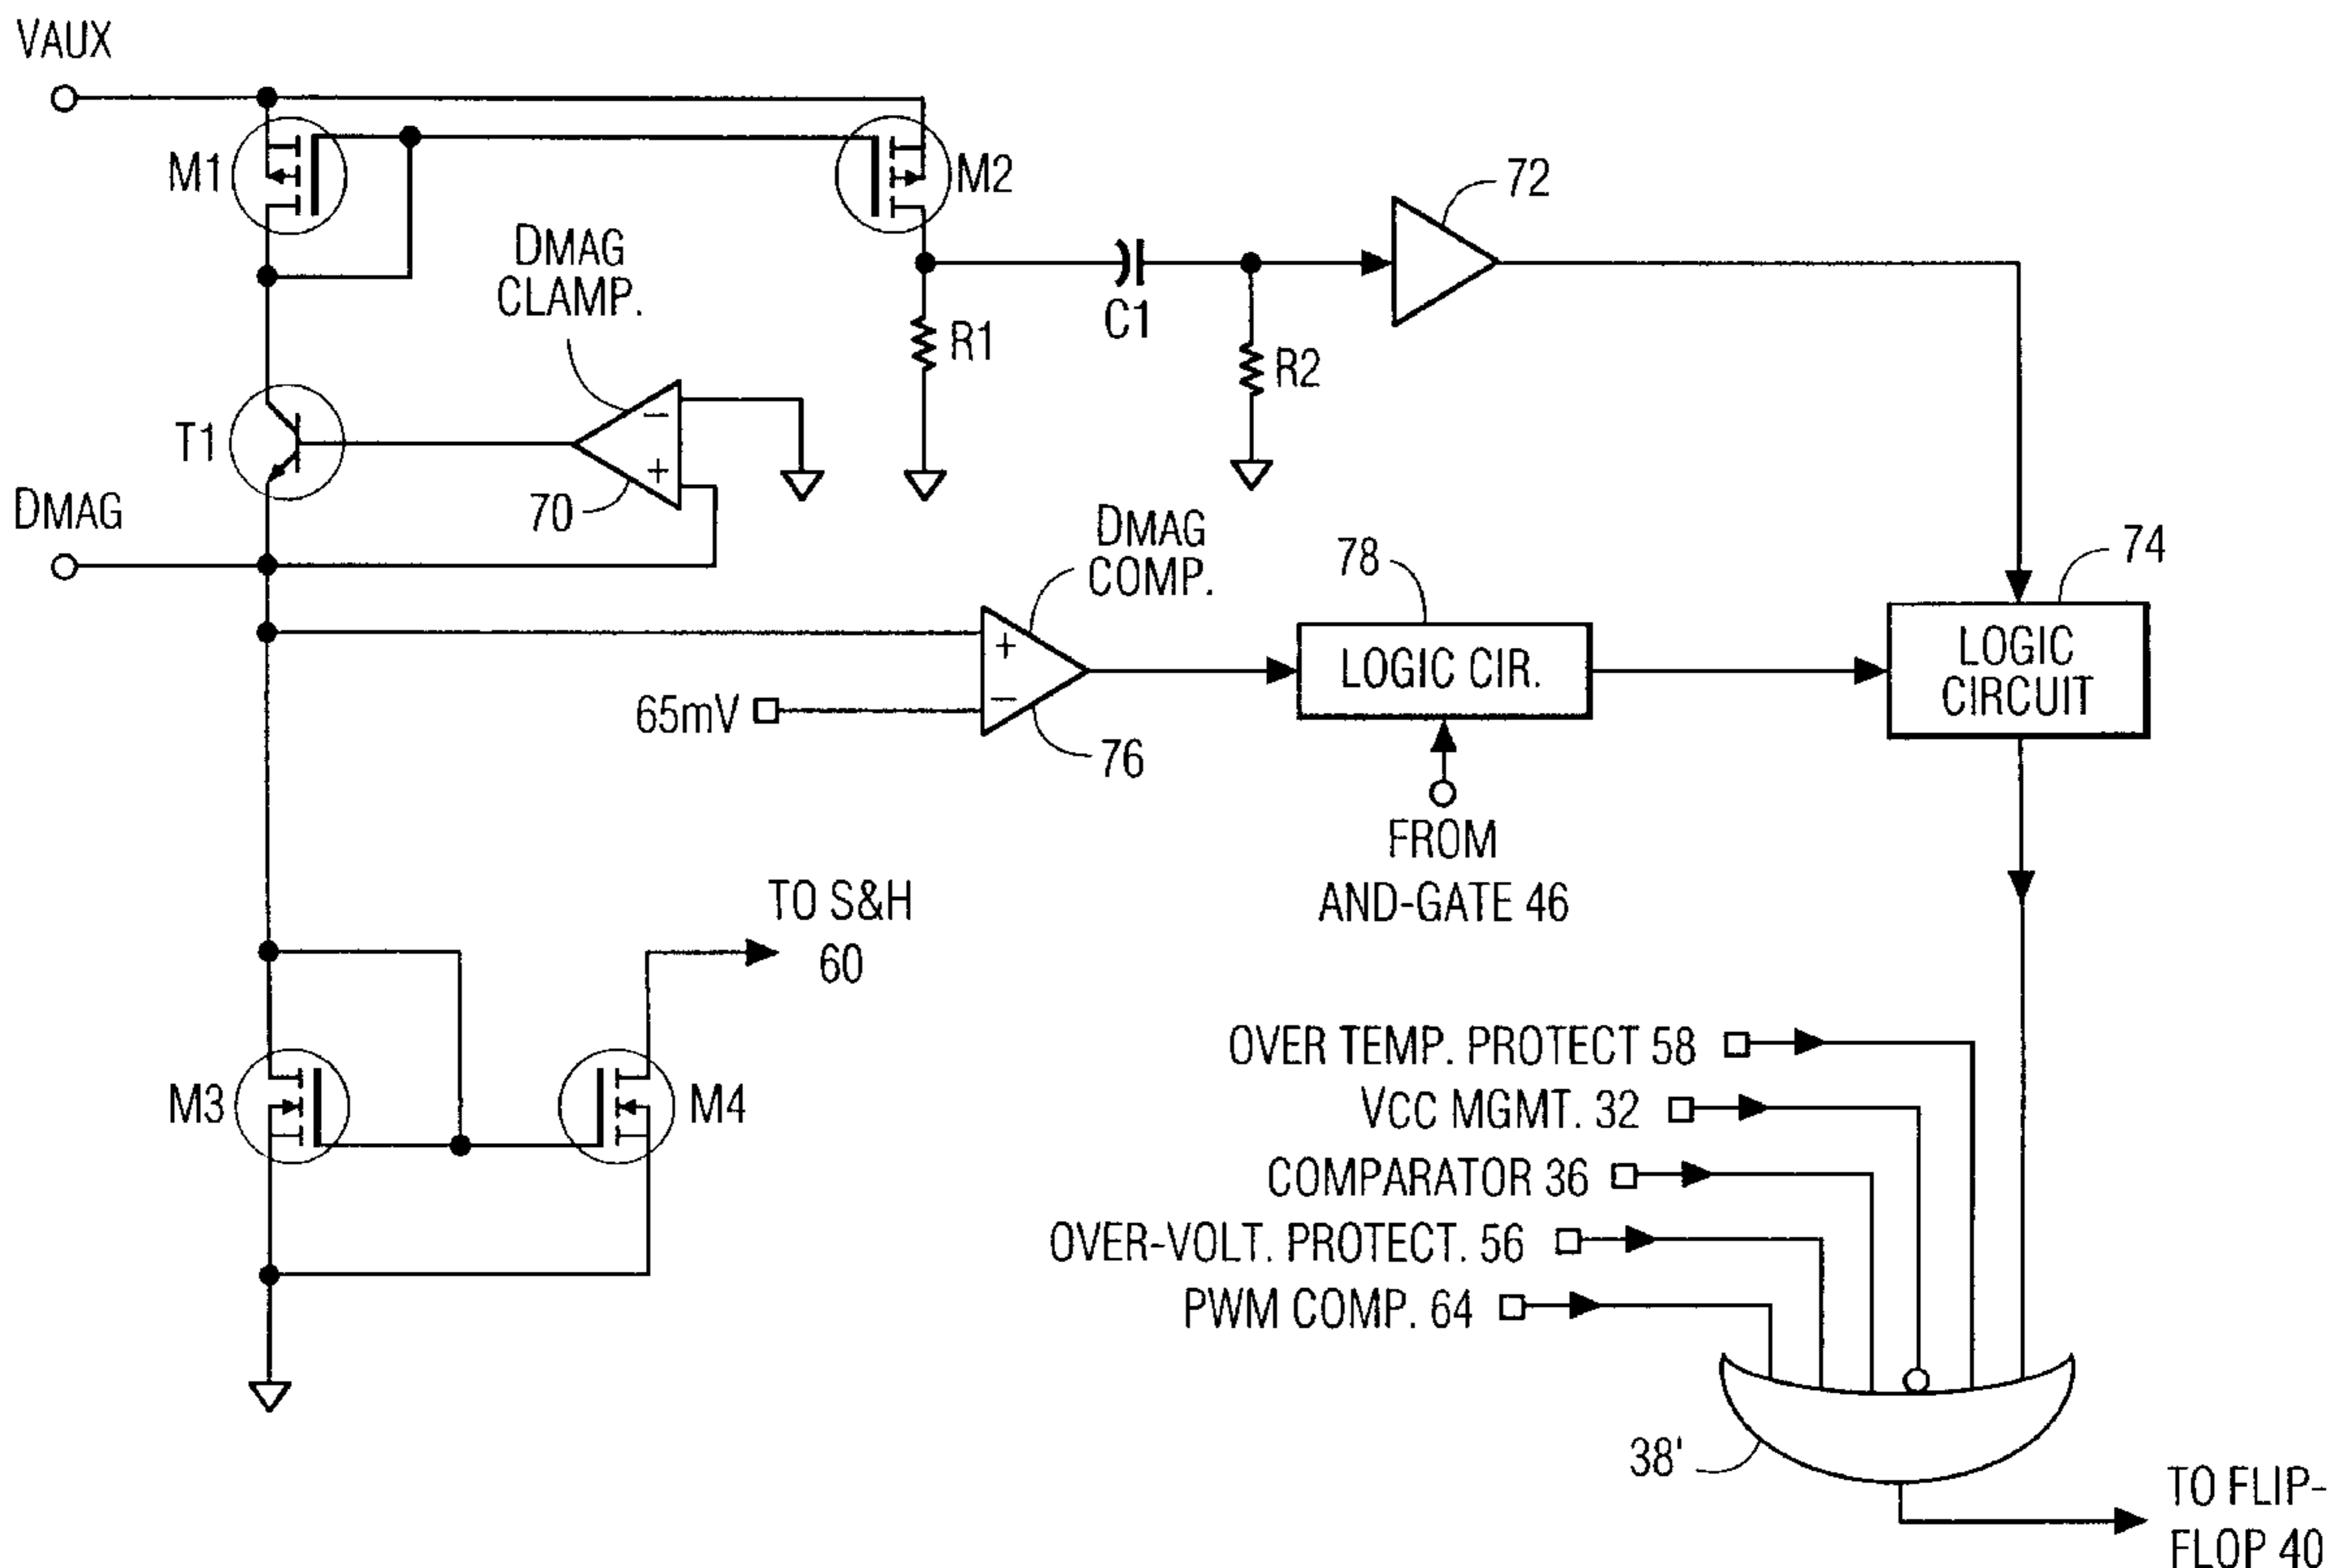 VAUX
M1
M2
72
DMAG
CLAMP.
C1
R1
R2
T1
−
+
70
DMAG
DMAG
COMP.
78
74
+
−
65mV
76
LOGIC CIR.
LOGIC
CIRCUIT
FROM
AND-GATE 46
TO S&H
60
M3
M4
OVER TEMP. PROTECT 58
VCC MGMT. 32
COMPARATOR 36
OVER-VOLT. PROTECT. 56
PWM COMP. 64
38'
TO FLIP-
FLOP 40